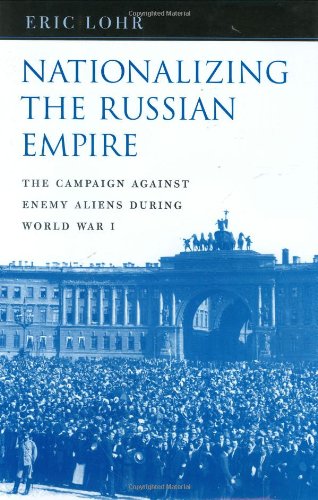 ERIC LOHR
NATIONALIZING
THE RUSSIAN
EMPIRE
THE CAMPAIGN AGAINST
ENEMY ALIENS DURING
WORLD WAR I